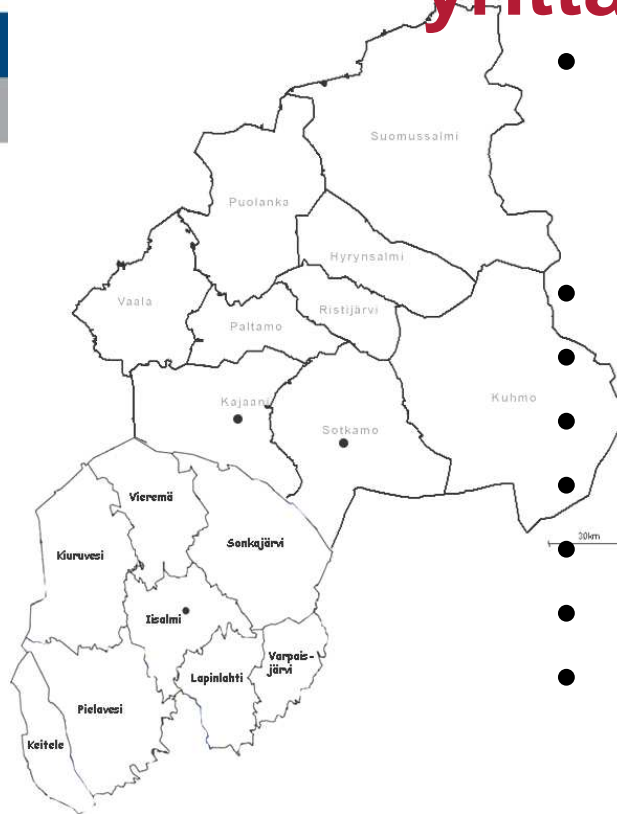 yrittä
Suomussalmi
Puolanka
Hyrynsalmi
Vaala
Ristijärvi
Paltamo
Kajaani
Kuhmo
Sotkamo
Vieremä
Sonkajärvi
Kiuruvesi
30km
Iisalmi
Varpais-
järvi
Lapinlahti
Pielavesi
Keitele